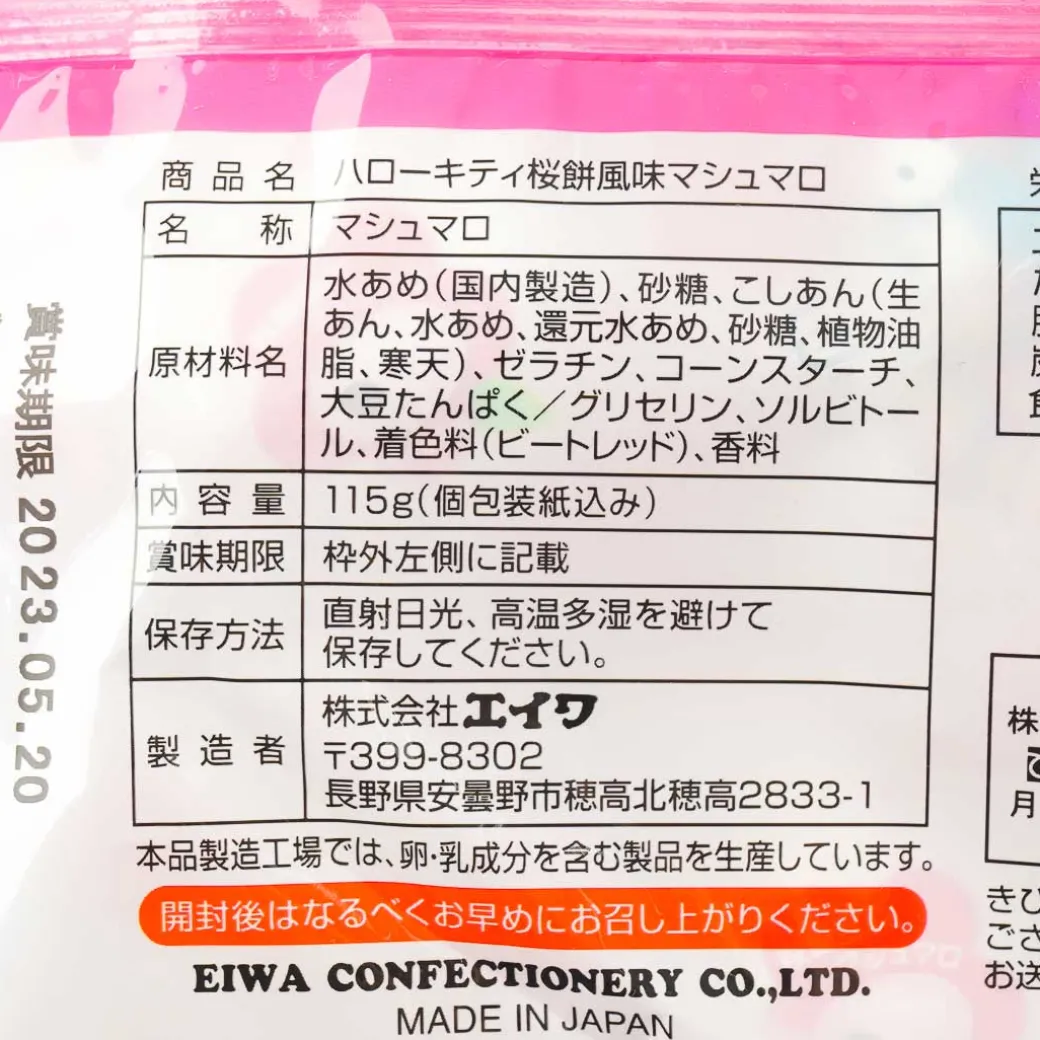 商品名 ハローキティ桜餅風味マシュマロ
名称 マシュマロ
原材料名 水あめ（国内製造）、砂糖、こしあん（生
あん、水あめ、還元水あめ、砂糖、植物油
脂、寒天）、ゼラチン、コーンスターチ、
大豆たんぱく／グリセリン、ソルビトー
ル、着色料（ビートレッド）、香料
内容量 115g（個包装紙込み）
賞味期限 枠外左側に記載
保存方法 直射日光、高温多湿を避けて
保存してください。
製造者 株式会社エイワ
〒399-8302
長野県安曇野市穂高北穂高2833-1
本品製造工場では、卵・乳成分を含む製品を生産しています。
開封後はなるべくお早めにお召し上がりください。
EIWA CONFECTIONERY CO.,LTD.
MADE IN JAPAN
賞味期限 2023.05.20
株
月
きひ
ござ
お送